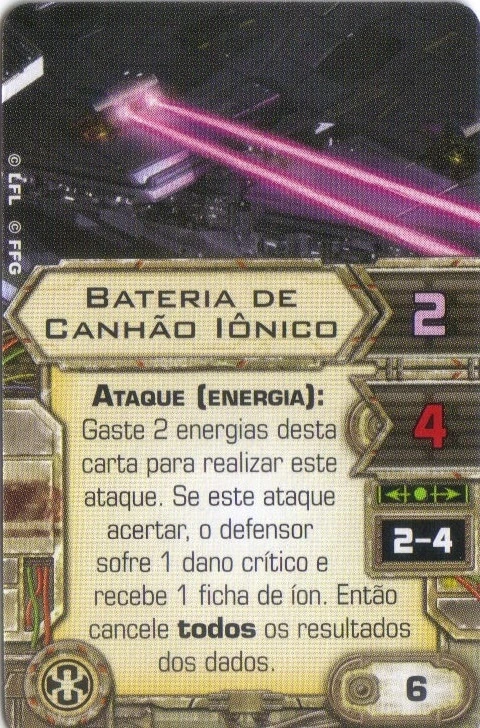 © LFL © FFG
BATERIA DE
CANHÃO IÔNICO
2
ATAQUE (ENERGIA):
Gaste 2 energias desta
carta para realizar este
ataque. Se este ataque
acertar, o defensor
sofre 1 dano crítico e
recebe 1 ficha de íon. Então
cancele todos os resultados
dos dados.
4
2-4
6